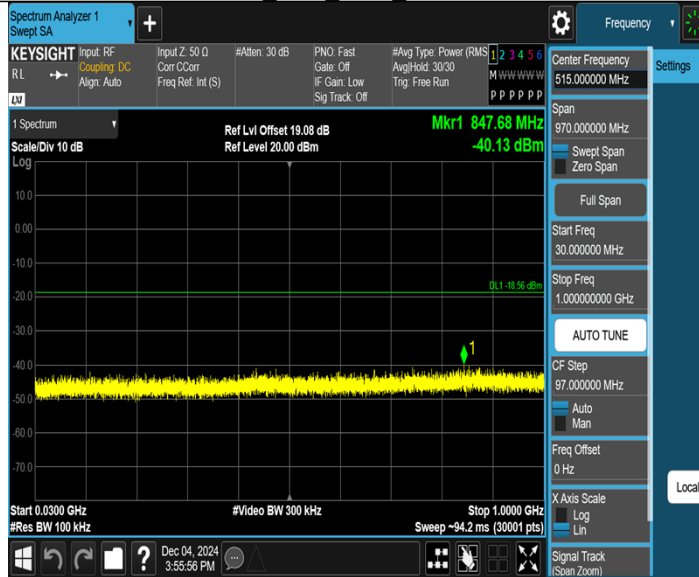 Spectrum Analyzer 1
Swept SA
Frequency
KEYSIGHT
RL
LXI
Input: RF
Coupling: DC
Align: Auto
Input Z: 50 Ω
Corr CCorr
Freq Ref: Int (S)
#Atten: 30 dB
PNO: Fast
Gate: Off
IF Gain: Low
Sig Track: Off
#Avg Type: Power (RMS
Avg|Hold: 30/30
Trig: Free Run
1 2 3 4 5 6
M W W W W W
P P P P P P
Settings
1 Spectrum
Scale/Div 10 dB
Log
Ref Lvl Offset 19.08 dB
Ref Level 20.00 dBm
Mkr1 847.68 MHz
-40.13 dBm
10.0
0.00
-10.0
-20.0
-30.0
-40.0
-50.0
-60.0
-70.0
DL1 -18.56 dBm
1
Start 0.0300 GHz
#Res BW 100 kHz
#Video BW 300 kHz
Stop 1.0000 GHz
Sweep ~94.2 ms (30001 pts)
Center Frequency
515.000000 MHz
Span
970.000000 MHz
Swept Span
Zero Span
Full Span
Start Freq
30.000000 MHz
Stop Freq
1.000000000 GHz
AUTO TUNE
CF Step
97.000000 MHz
Auto
Man
Freq Offset
0 Hz
X Axis Scale
Log
Lin
Signal Track
(Span Zoom)
Local
?
Dec 04, 2024
3:55:56 PM